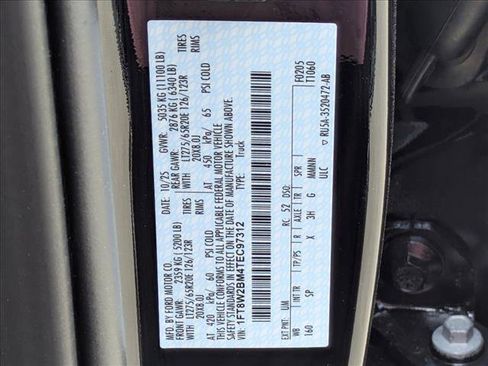 MFD. BY FORD MOTOR CO. DATE: 10/25 GVWR: 5035 KG (11100 LB)
FRONT GAWR: 2359 KG (5200 LB) REAR GAWR: 2876 KG (6340 LB)
WITH LT275/65R20E 126/123R TIRES WITH LT275/65R20E 126/123R TIRES
20X8.0J RIMS 20X8.0J RIMS
AT 420 kPa/ 60 PSI COLD AT 450 kPa/ 65 PSI COLD
CONFORMS TO ALL APPLICABLE FEDERAL MOTOR VEHICLE
SAFETY STANDARDS IN EFFECT ON THE DATE OF MANUFACTURE SHOWN ABOVE.
VIN: 1FT8W2BM4TEC97312 TYPE: Truck
F0205
T1060
EXT PNT: UM RC: 52 DSO:
WB INT TR TP/PS R AXLE TR SPR
160 SP X 3H G MMMNN
ULC RU5A-3520472-AB